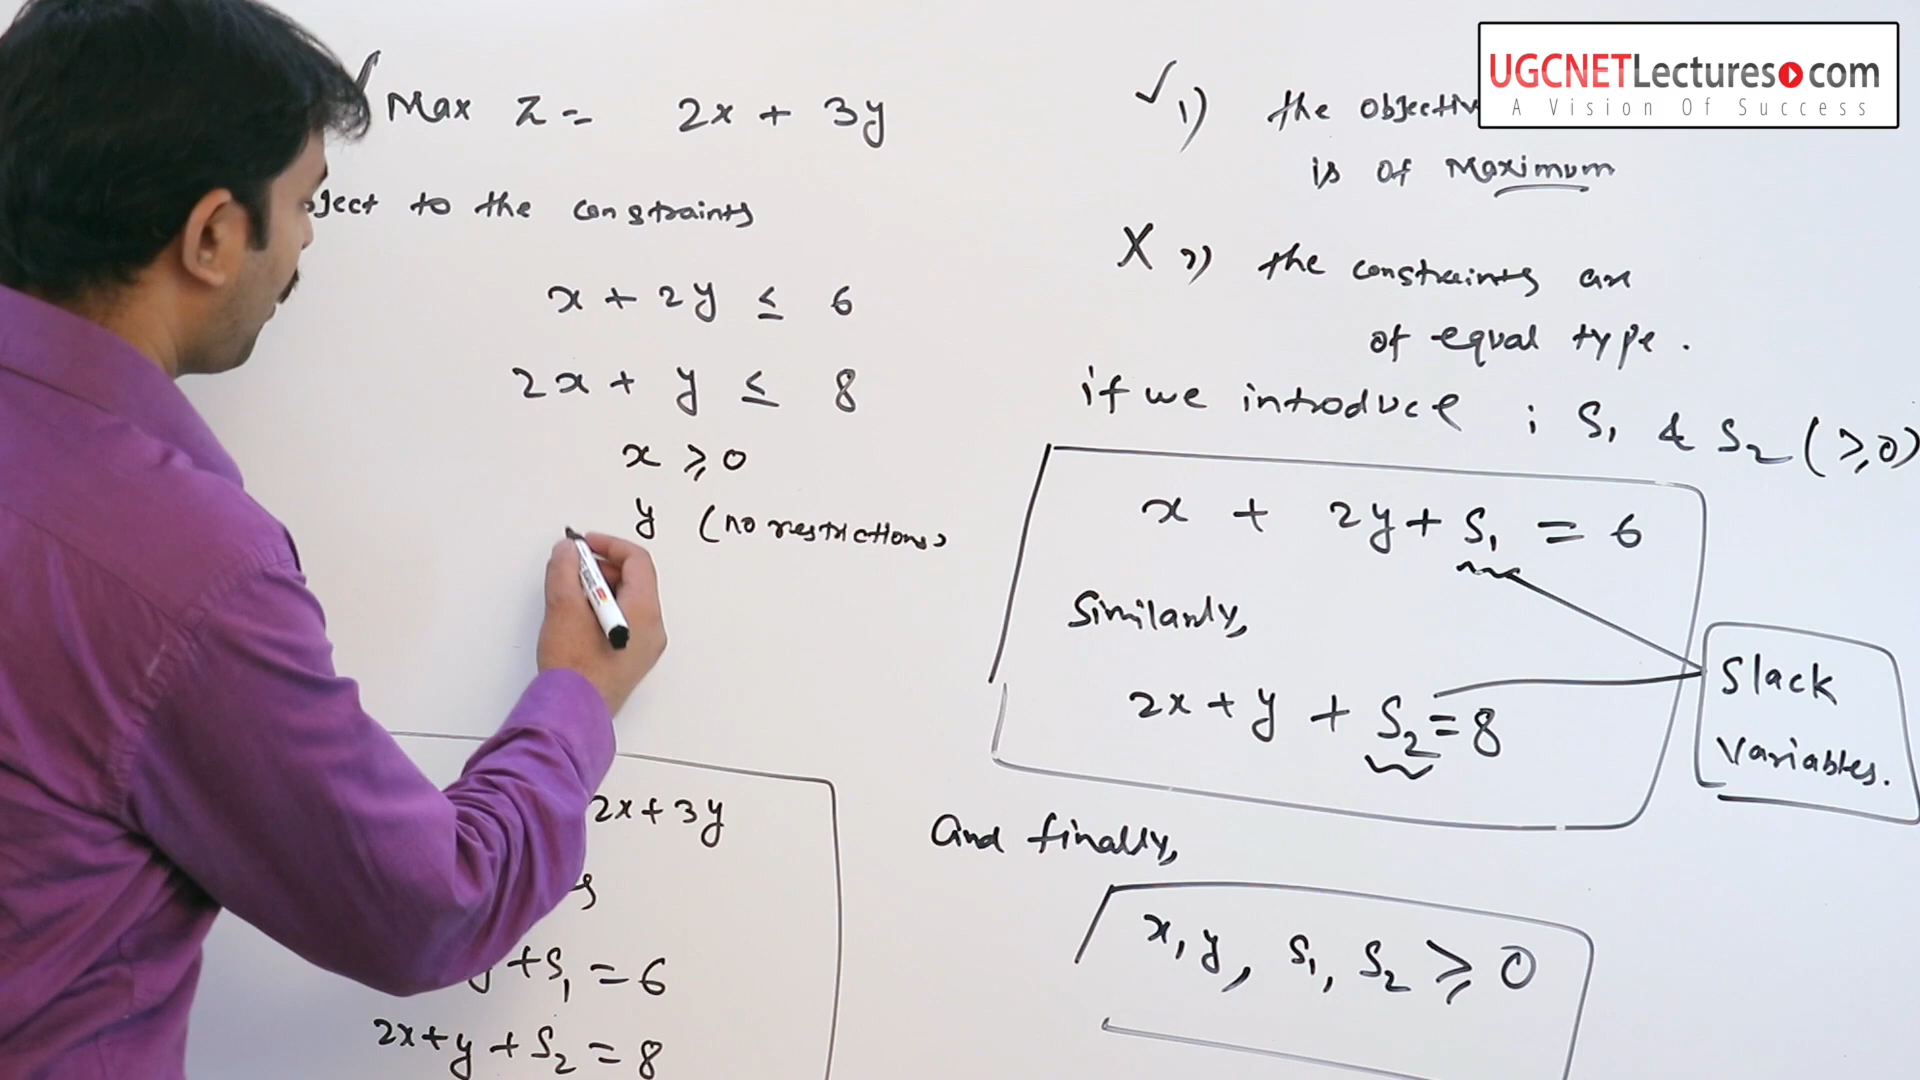 Max Z = 2x + 3y
ject to the constraints
x + 2y ≤ 6
2x + y ≤ 8
x ≥ 0
y (no restrictions)
2x + 3y
+ S₁ = 6
2x + y + S₂ = 8
✓ 1) the objectiv
is of Maximum
X 2) the constraints are
of equal type.
if we introduce ; S₁ & S₂ (≥0)
x + 2y + S₁ = 6
Similarly,
2x + y + S₂ = 8
Slack
Variables.
and finally,
x, y, S₁, S₂ ≥ 0
UGCNETLectures.com
A Vision Of Success